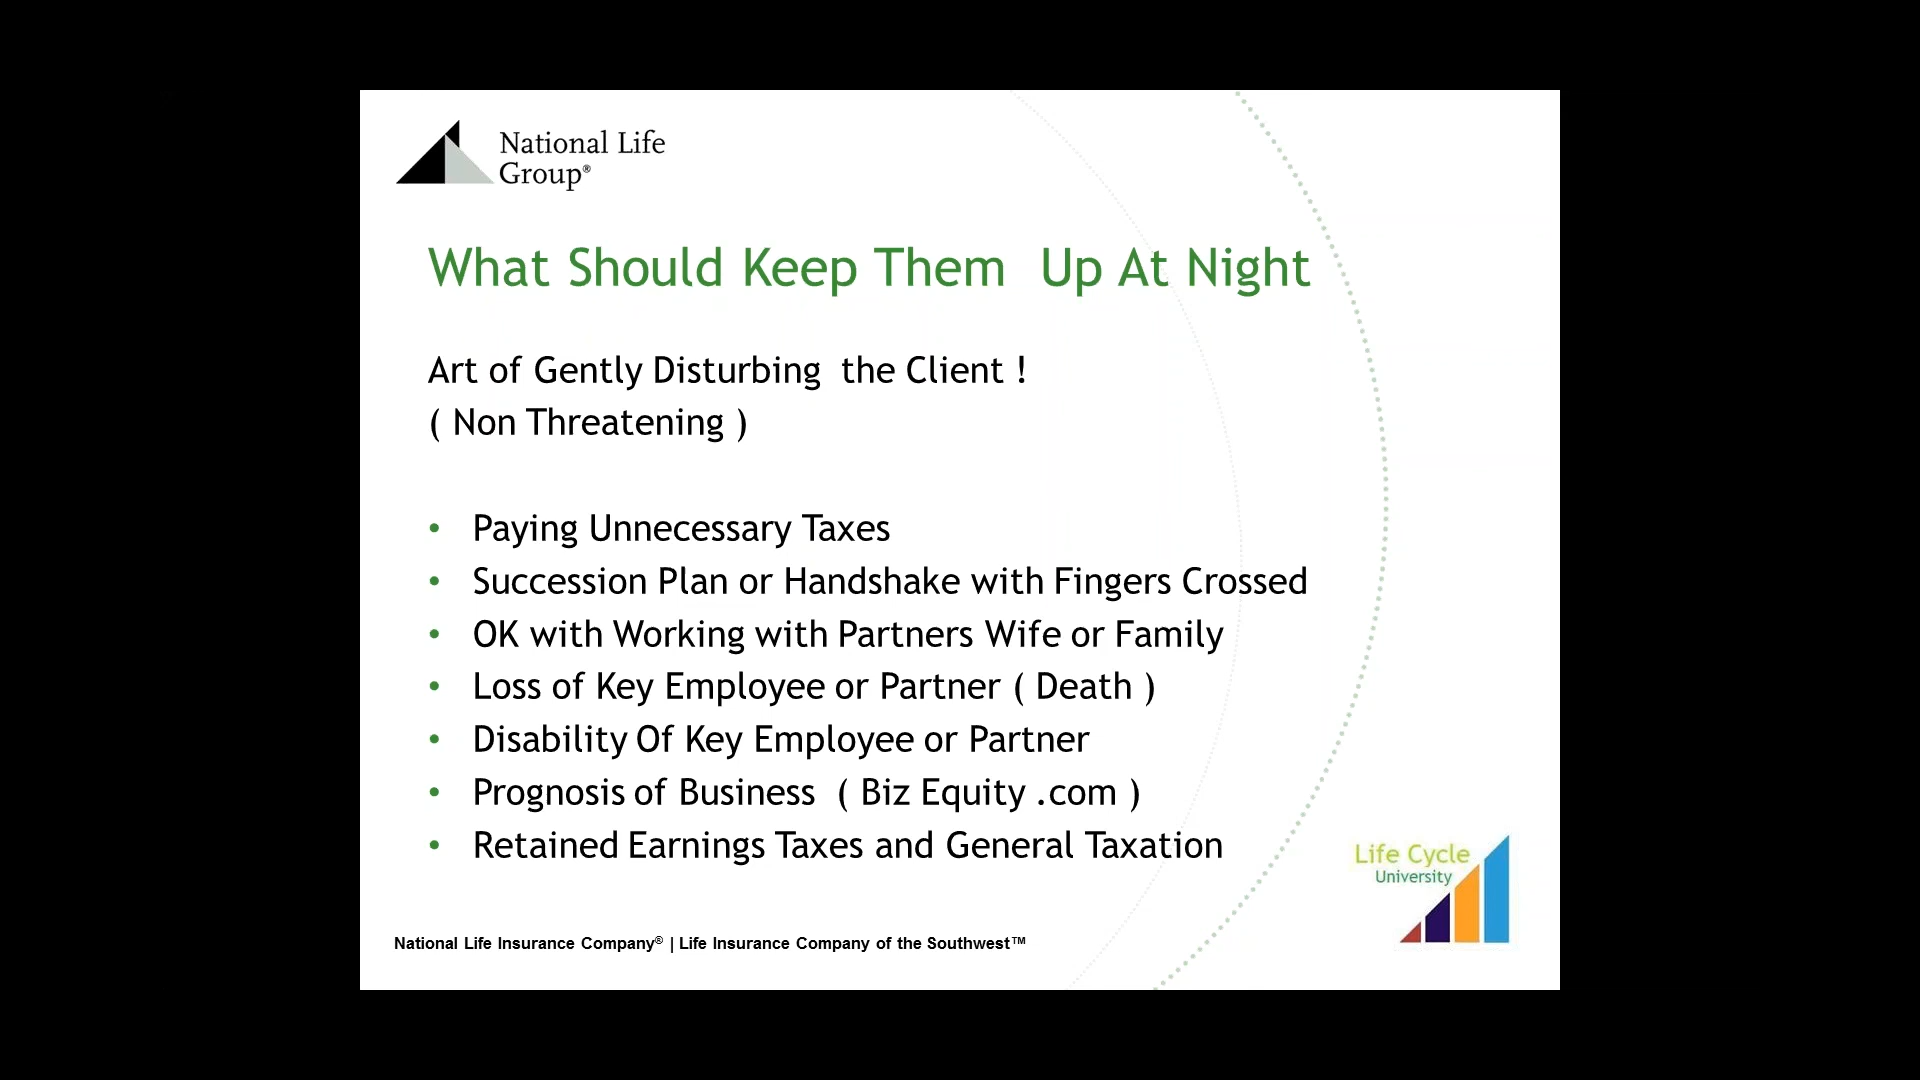 National Life
Group®
What Should Keep Them  Up At Night
Art of Gently Disturbing  the Client !
( Non Threatening )
• Paying Unnecessary Taxes
• Succession Plan or Handshake with Fingers Crossed
• OK with Working with Partners Wife or Family
• Loss of Key Employee or Partner ( Death )
• Disability Of Key Employee or Partner
• Prognosis of Business  ( Biz Equity .com )
• Retained Earnings Taxes and General Taxation
Life Cycle
University
National Life Insurance Company® | Life Insurance Company of the Southwest™